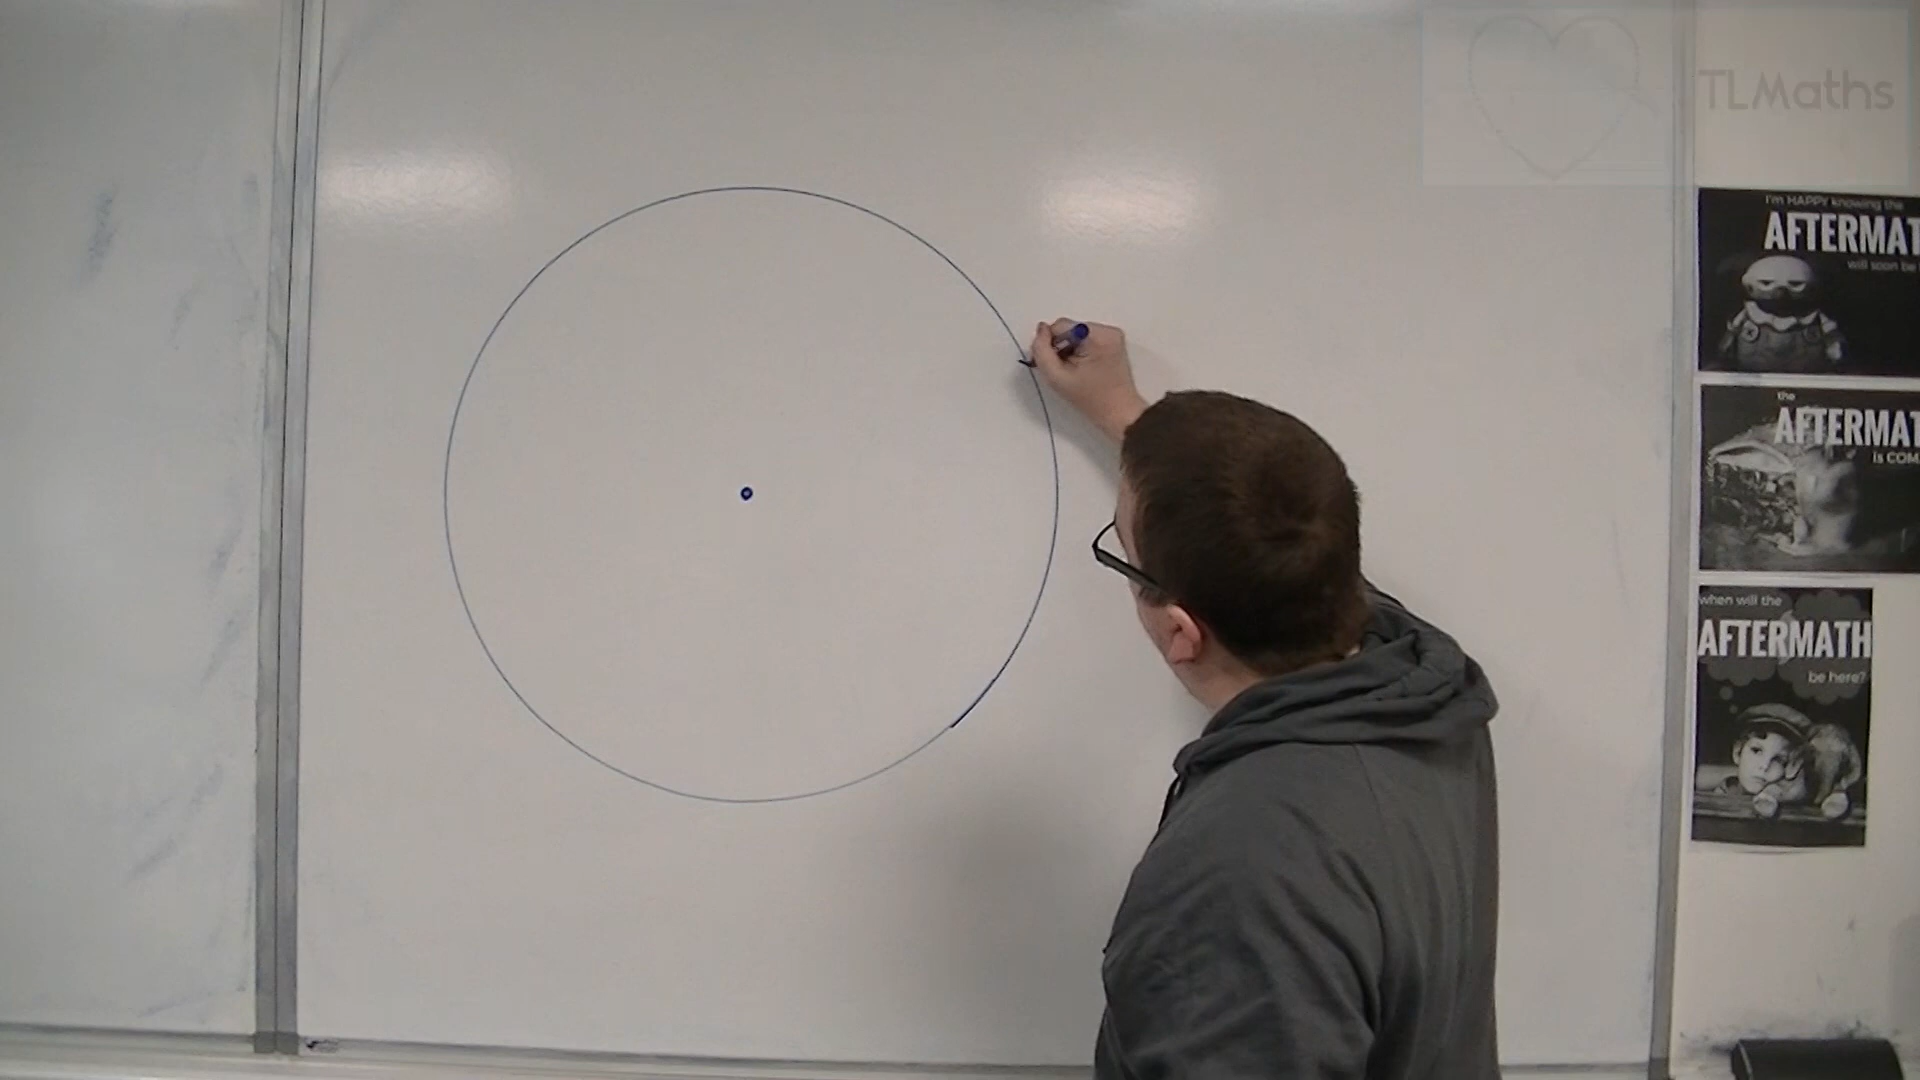 TLMaths
I'm HAPPY knowing the
AFTERMAT
will soon be
the
AFTERMAT
is COM
when will the
AFTERMATH
be here?